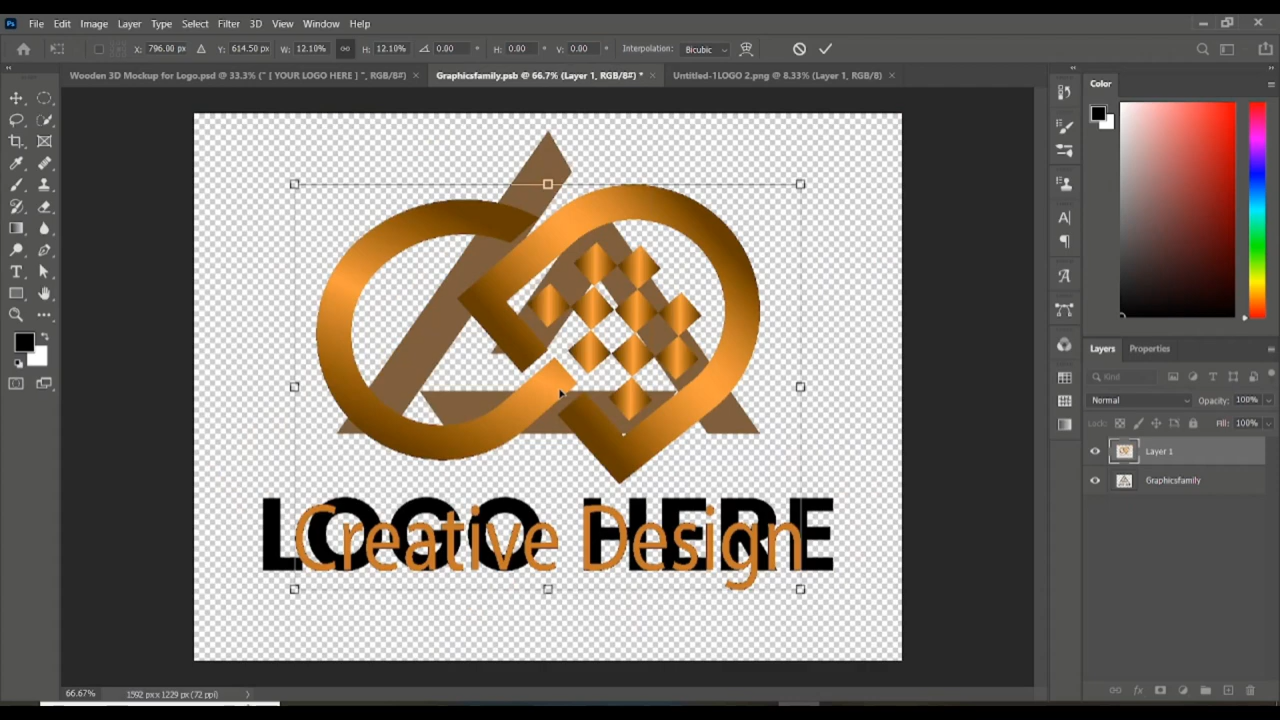 File Edit Image Layer Type Select Filter 3D View Window Help
X: 796.00 px Y: 614.50 px W: 12.10% H: 12.10% 0.00 ° H: 0.00 ° V: 0.00 ° Interpolation: Bicubic
Wooden 3D Mockup for Logo.psd @ 33.3% (" [ YOUR LOGO HERE ] ", RGB/8#) × Graphicsfamily.psb @ 66.7% (Layer 1, RGB/8#) * × Untitled-1LOGO 2.png @ 8.33% (Layer 1, RGB/8) ×
Color
Layers Properties
Kind
Normal Opacity: 100%
Lock: Fill: 100%
Layer 1
Graphicsfamily
LOGO HERE
Creative Design
66.67% 1592 px x 1229 px (72 ppi)